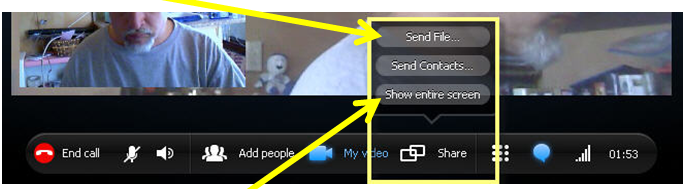 Send File...
Send Contacts...
Show entire screen
End call Add people My video Share 01:53